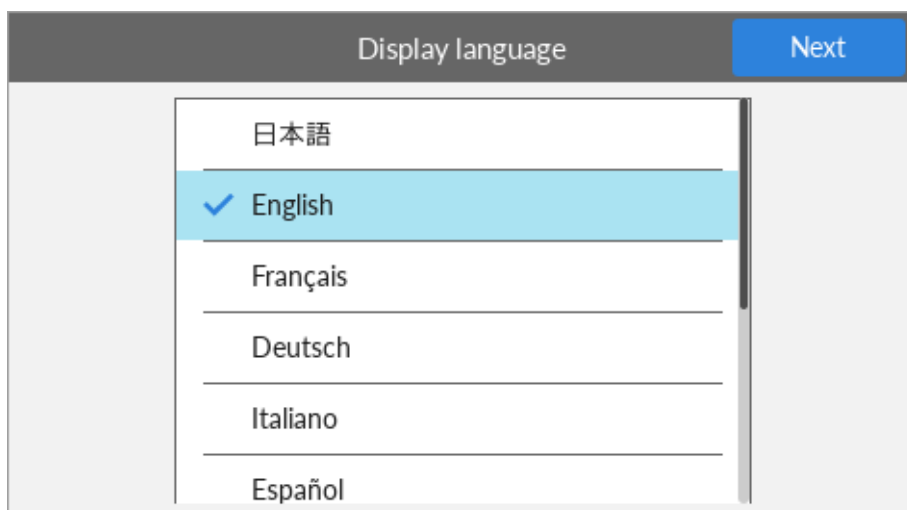 Display language
Next
日本語
English
Français
Deutsch
Italiano
Español